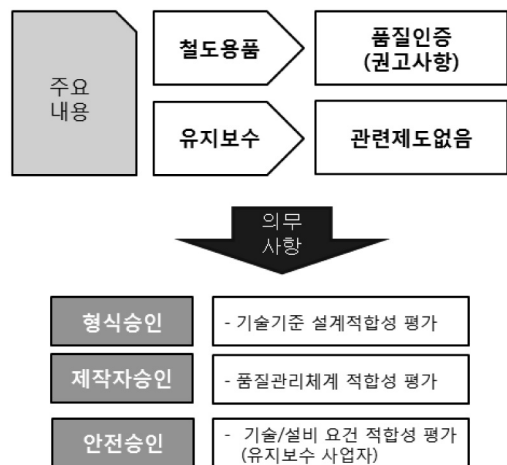 주요
내용
철도용품
품질인증
(권고사항)
유지보수
관련제도없음
의무
사항
형식승인
- 기술기준 설계적합성 평가
제작자승인
- 품질관리체계 적합성 평가
안전승인
- 기술/설비 요건 적합성 평가
(유지보수 사업자)